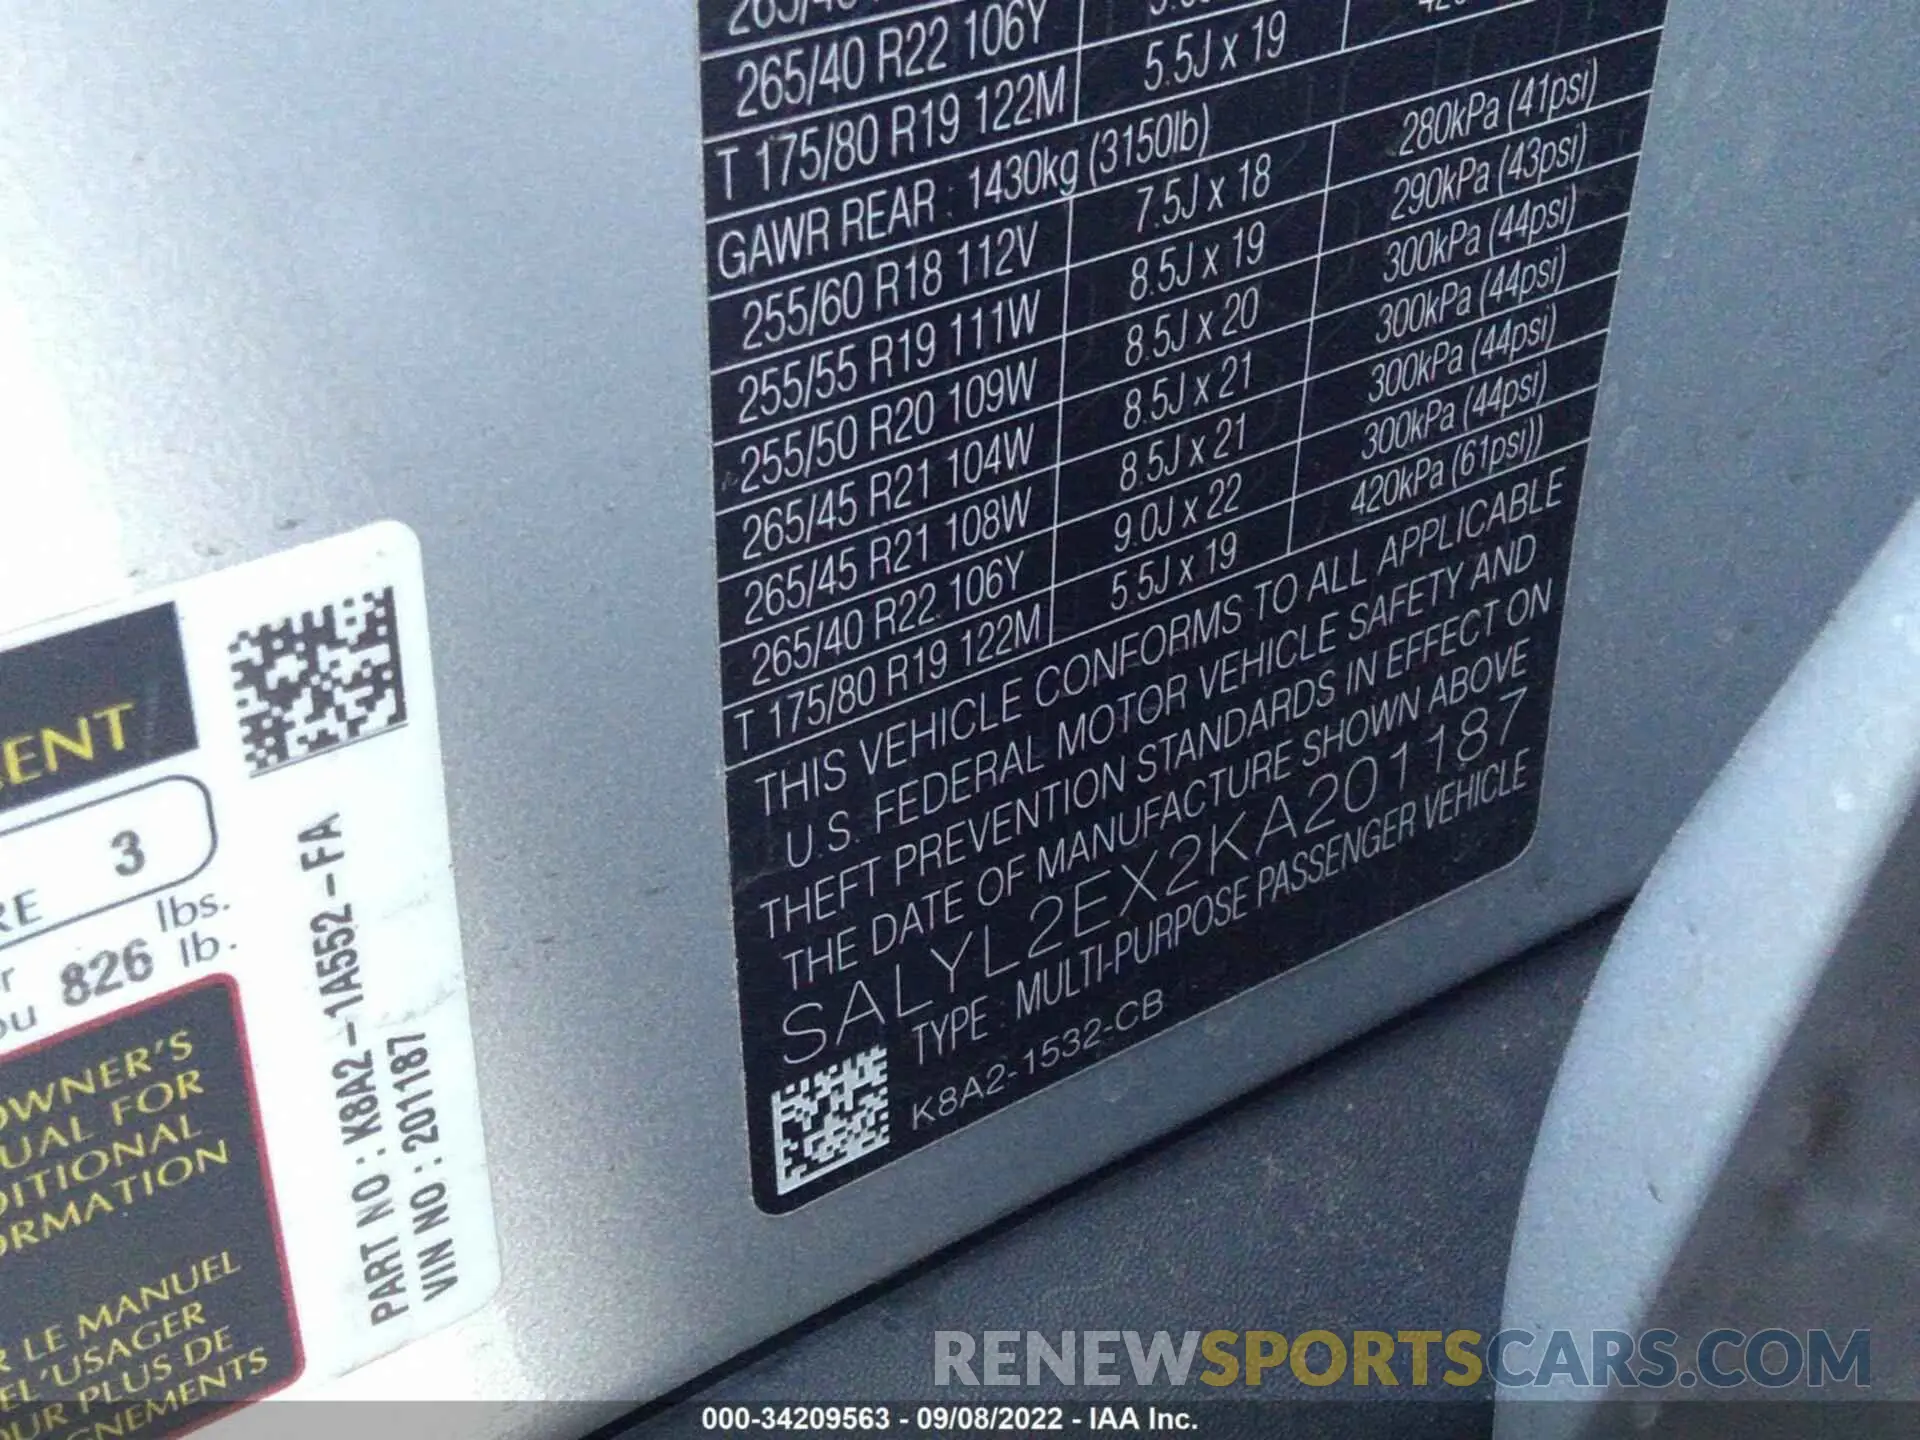 265/40 R22 106Y
T 175/80 R19 122M 5.5J x 19
GAWR REAR : 1430kg (3150lb)
255/60 R18 112V 7.5J x 18 280kPa (41psi)
255/55 R19 111W 8.5J x 19 290kPa (43psi)
255/50 R20 109W 8.5J x 20 300kPa (44psi)
265/45 R21 104W 8.5J x 21 300kPa (44psi)
265/45 R21 108W 8.5J x 21 300kPa (44psi)
265/40 R22 106Y 9.0J x 22 300kPa (44psi)
T 175/80 R19 122M 5.5J x 19 420kPa (61psi))
THIS VEHICLE CONFORMS TO ALL APPLICABLE
U.S. FEDERAL MOTOR VEHICLE SAFETY AND
THEFT PREVENTION STANDARDS IN EFFECT ON
THE DATE OF MANUFACTURE SHOWN ABOVE
SALYL2EX2KA201187
TYPE : MULTI-PURPOSE PASSENGER VEHICLE
K8A2-1532-CB
3
lbs.
826 lb.
OWNER'S
FOR
LE MANUEL
L'USAGER
PLUS DE
PART NO : K8A2-1A552-FA
VIN NO : 201187
RENEWSPORTSCARS.COM
000-34209563 - 09/08/2022 - IAA Inc.